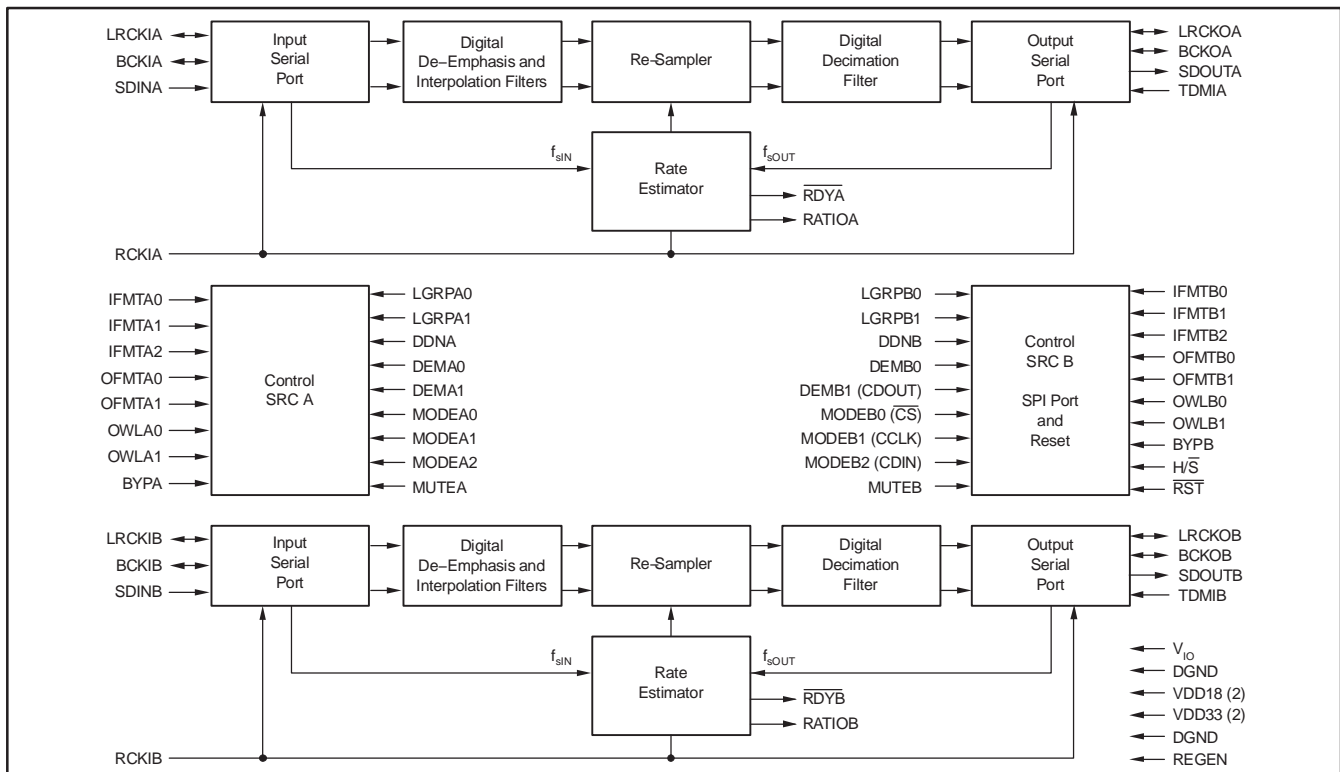 LRCKIA
BCKIA
SDINA
Input
Serial
Port
Digital
De–Emphasis and
Interpolation Filters
Re-Sampler
Digital
Decimation
Filter
Output
Serial
Port
LRCKOA
BCKOA
SDOUTA
TDMIA
fsIN
Rate
Estimator
fsOUT
RDYA
RATIOA
RCKIA
IFMTA0
IFMTA1
IFMTA2
OFMTA0
OFMTA1
OWLA0
OWLA1
BYPA
Control
SRC A
LGRPA0
LGRPA1
DDNA
DEMA0
DEMA1
MODEA0
MODEA1
MODEA2
MUTEA
LGRPB0
LGRPB1
DDNB
DEMB0
DEMB1 (CDOUT)
MODEB0 (CS)
MODEB1 (CCLK)
MODEB2 (CDIN)
MUTEB
Control
SRC B
SPI Port
and
Reset
IFMTB0
IFMTB1
IFMTB2
OFMTB0
OFMTB1
OWLB0
OWLB1
BYPB
H/S
RST
LRCKIB
BCKIB
SDINB
Input
Serial
Port
Digital
De–Emphasis and
Interpolation Filters
Re-Sampler
Digital
Decimation
Filter
Output
Serial
Port
LRCKOB
BCKOB
SDOUTB
TDMIB
fsIN
Rate
Estimator
fsOUT
RDYB
RATIOB
RCKIB
VIO
DGND
VDD18 (2)
VDD33 (2)
DGND
REGEN